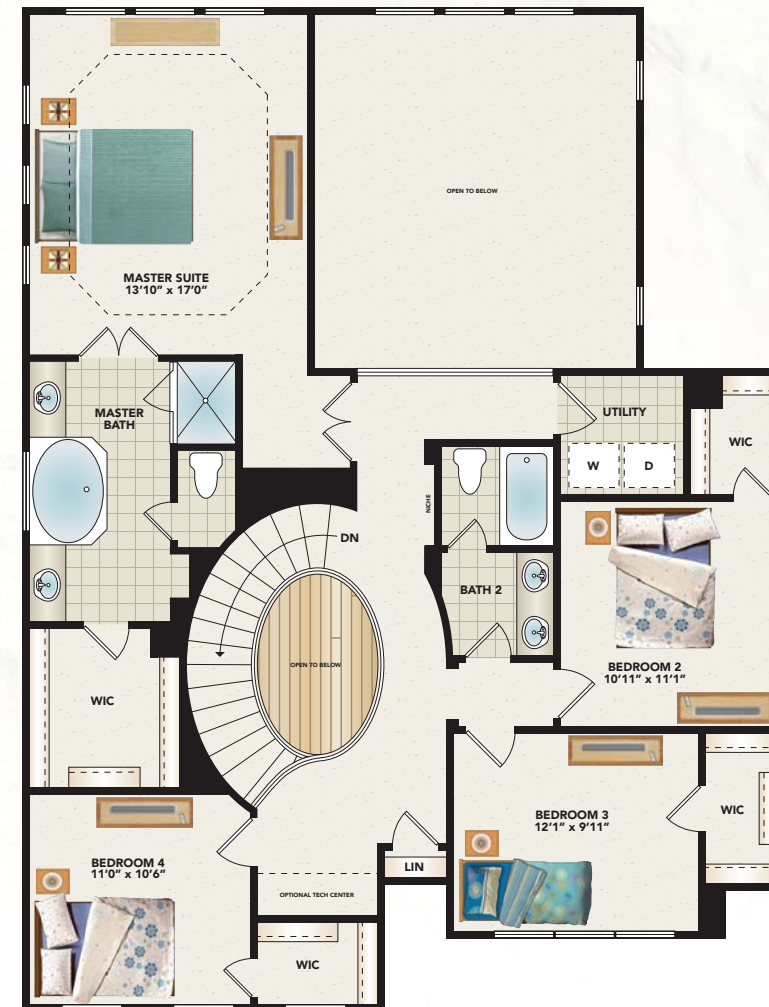 OPEN TO BELOW
MASTER SUITE
13'10" x 17'0"
MASTER
BATH
UTILITY
W
D
WIC
NICHE
DN
BATH 2
OPEN TO BELOW
BEDROOM 2
10'11" x 11'1"
WIC
BEDROOM 3
12'1" x 9'11"
WIC
LIN
BEDROOM 4
11'0" x 10'6"
OPTIONAL TECH CENTER
WIC